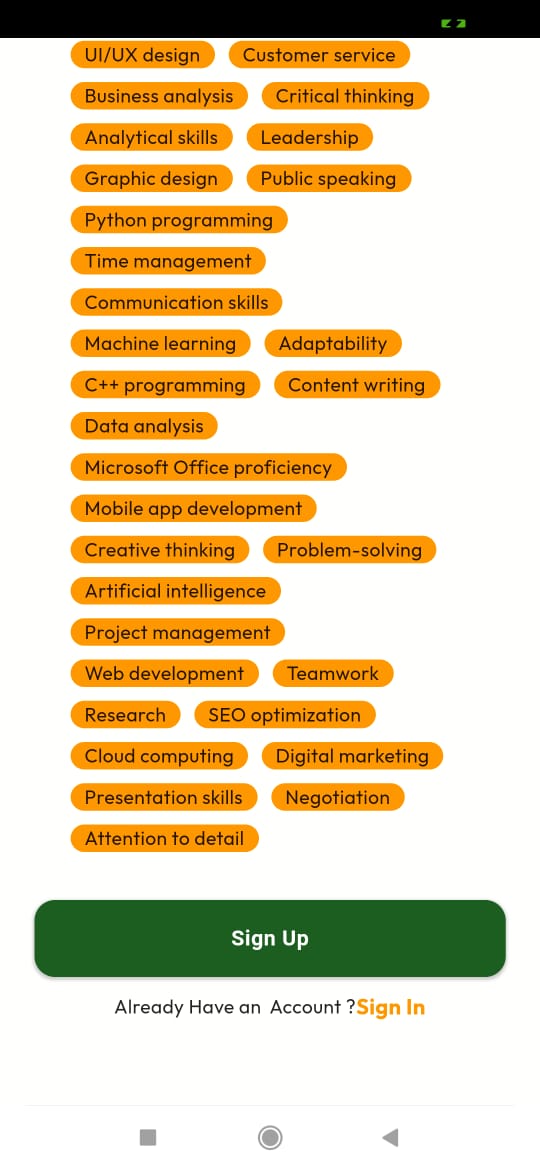 UI/UX design Customer service
Business analysis Critical thinking
Analytical skills Leadership
Graphic design Public speaking
Python programming
Time management
Communication skills
Machine learning Adaptability
C++ programming Content writing
Data analysis
Microsoft Office proficiency
Mobile app development
Creative thinking Problem-solving
Artificial intelligence
Project management
Web development Teamwork
Research SEO optimization
Cloud computing Digital marketing
Presentation skills Negotiation
Attention to detail
Sign Up
Already Have an  Account ?Sign In